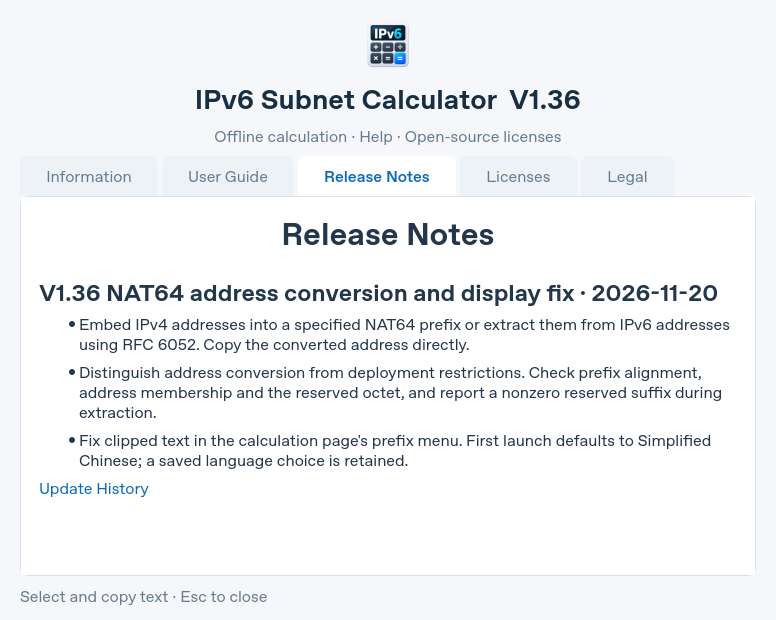 IPv6
IPv6 Subnet Calculator V1.36
Offline calculation · Help · Open-source licenses
Information
User Guide
Release Notes
Licenses
Legal
Release Notes
V1.36 NAT64 address conversion and display fix · 2026-11-20
• Embed IPv4 addresses into a specified NAT64 prefix or extract them from IPv6 addresses
using RFC 6052. Copy the converted address directly.
• Distinguish address conversion from deployment restrictions. Check prefix alignment,
address membership and the reserved octet, and report a nonzero reserved suffix during
extraction.
• Fix clipped text in the calculation page's prefix menu. First launch defaults to Simplified
Chinese; a saved language choice is retained.
Update History
Select and copy text · Esc to close